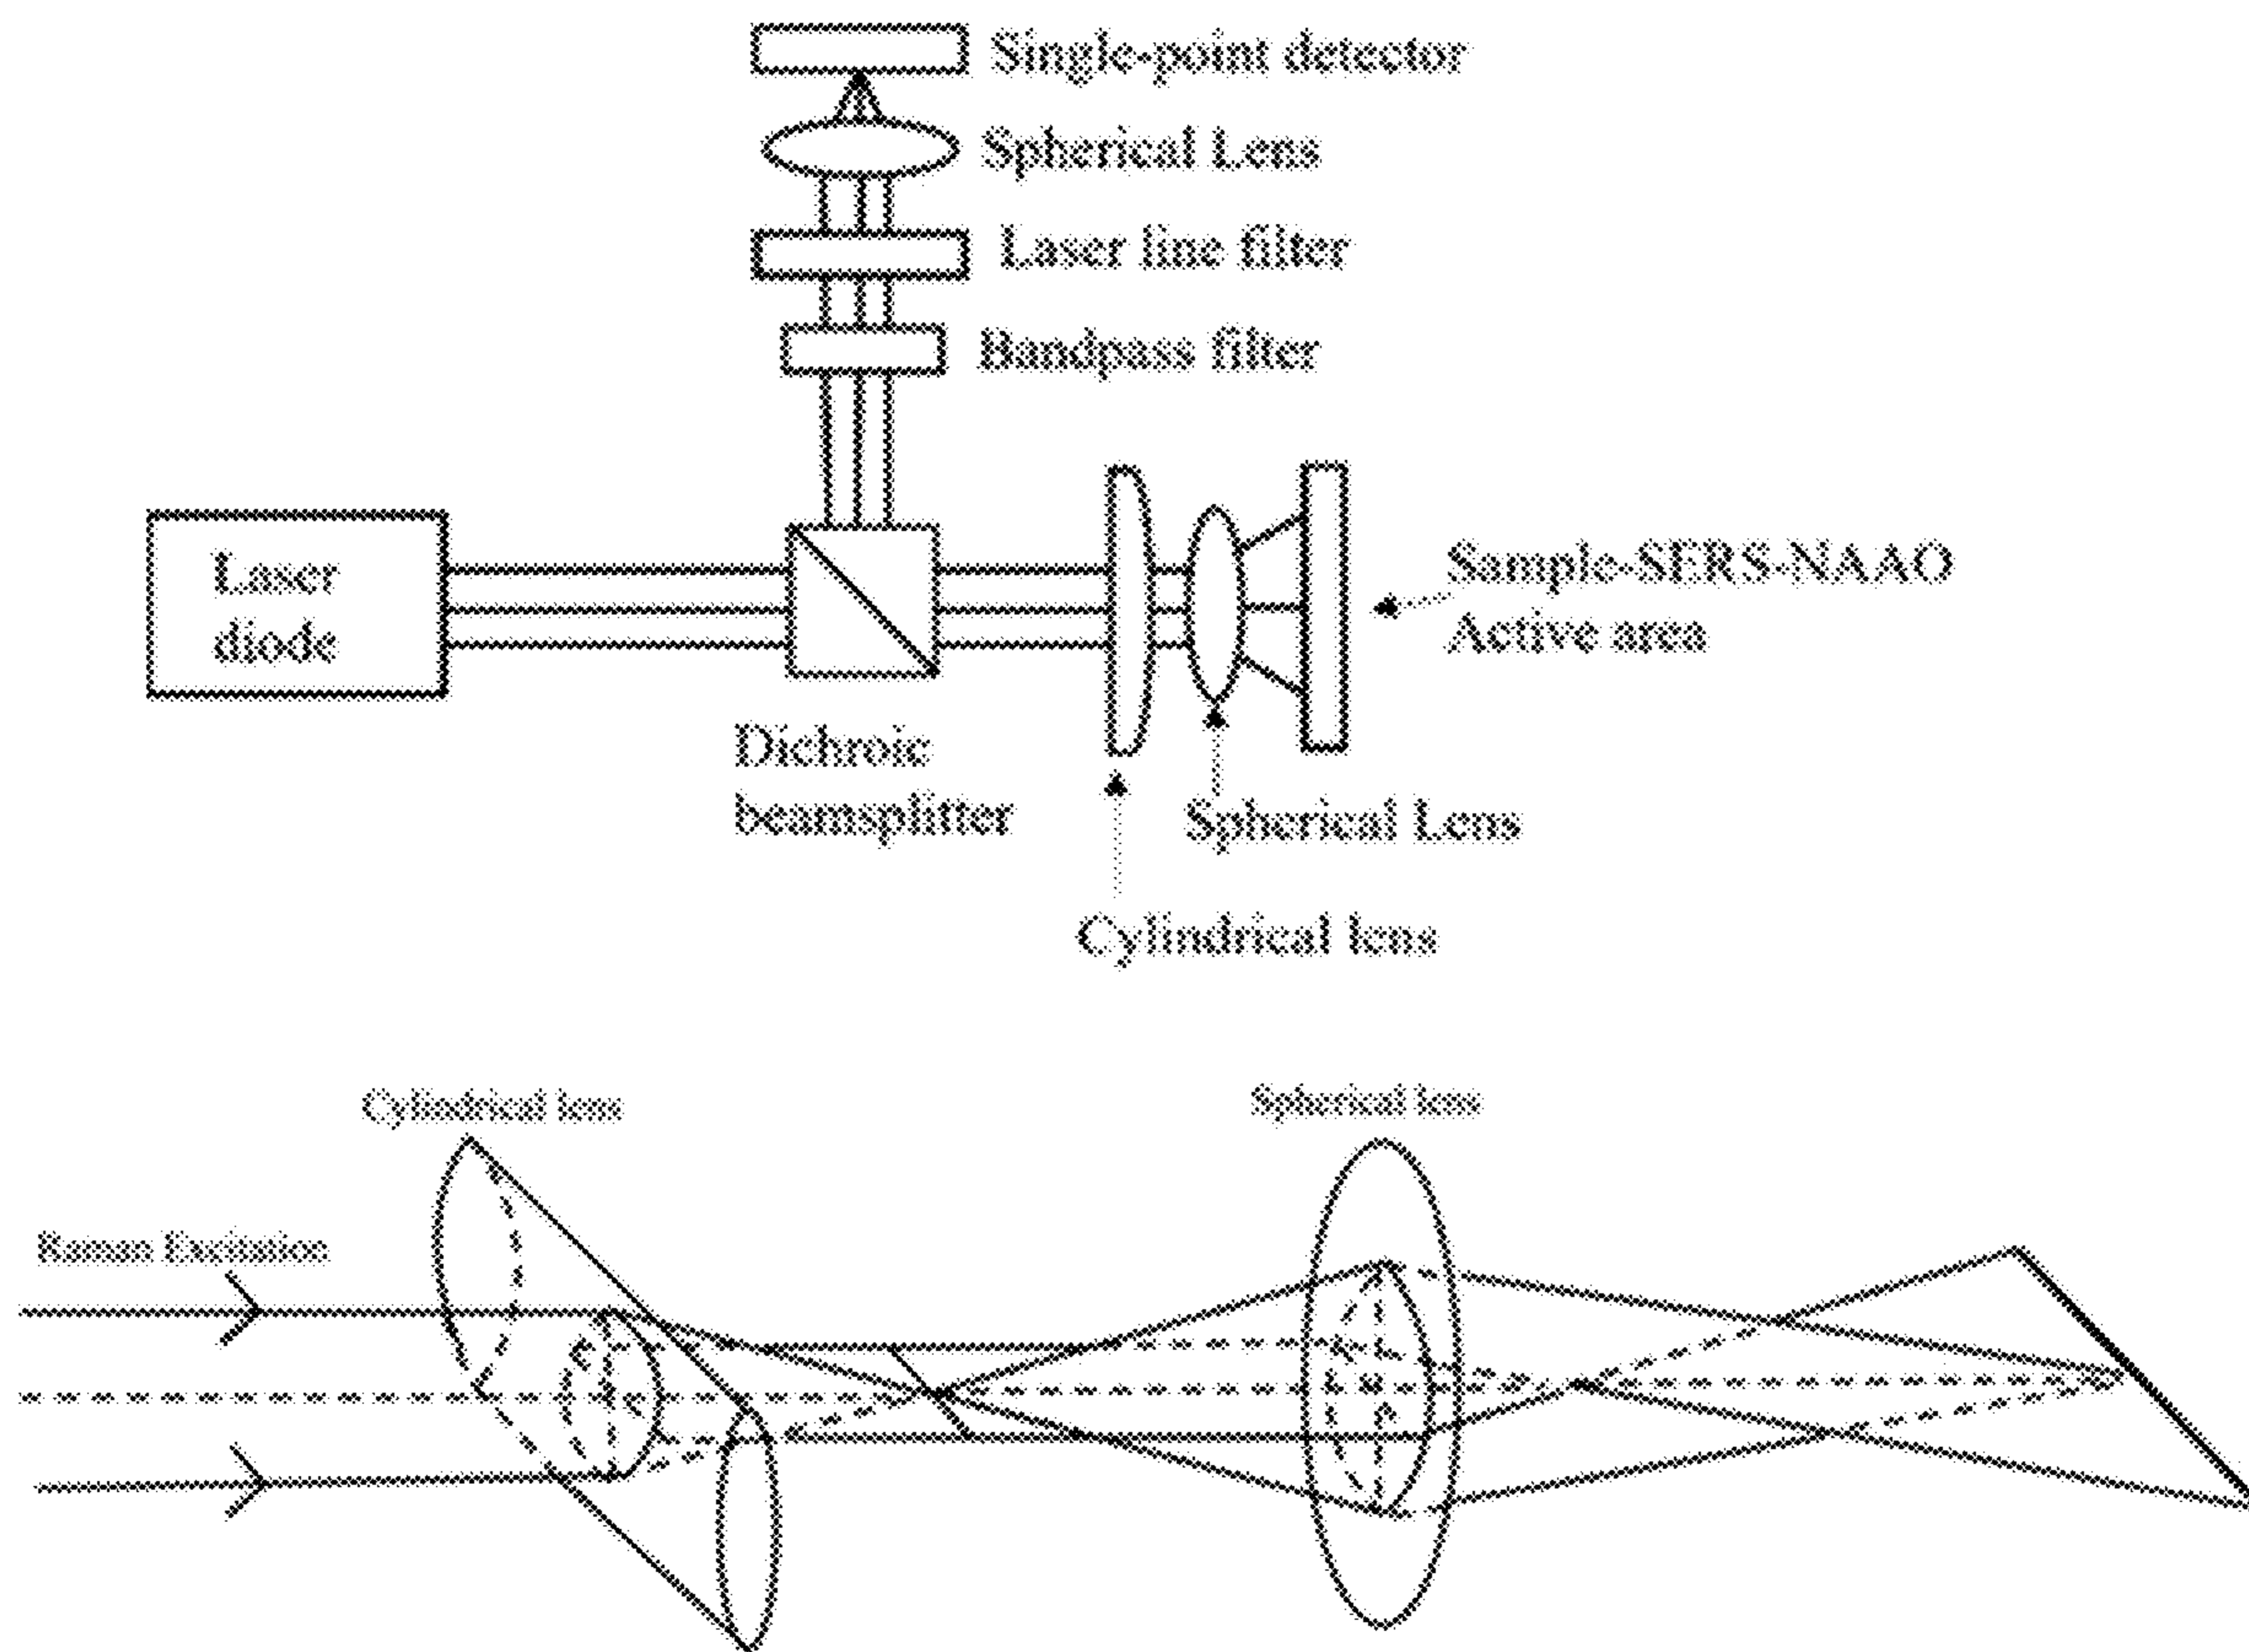 Single-point detector
Spherical Lens
Laser line filter
Bandpass filter
Laser
diode
Sample-SERS-NAAO
Active area
Dichroic
beamsplitter
Spherical Lens
Cylindrical lens
Cylindrical lens
Spherical lens
Raman Excitation